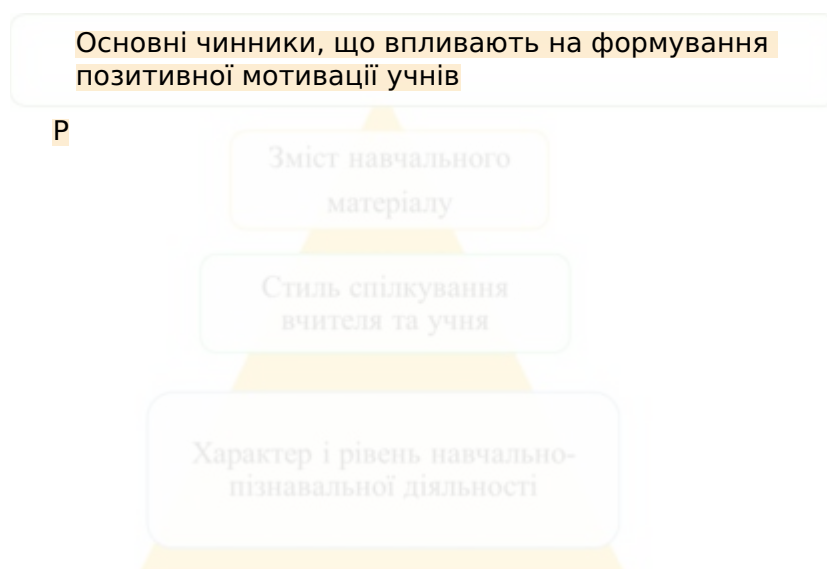 Основні чинники, що впливають на формування
позитивної мотивації учнів
Р
Зміст навчального
матеріалу
Стиль спілкування
вчителя та учня
Характер і рівень навчально-
пізнавальної діяльності